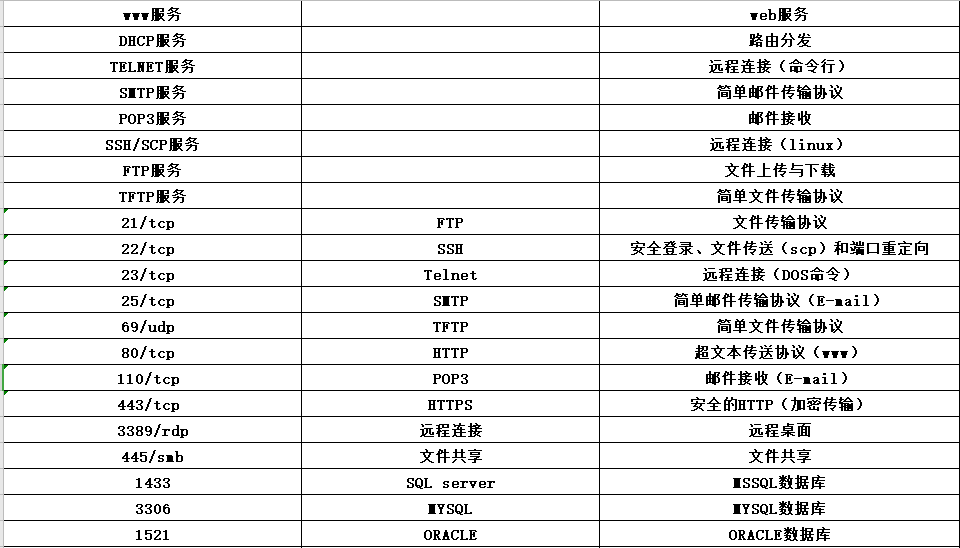 www服务 web服务
DHCP服务 路由分发
TELNET服务 远程连接（命令行）
SMTP服务 简单邮件传输协议
POP3服务 邮件接收
SSH/SCP服务 远程连接（linux）
FTP服务 文件上传与下载
TFTP服务 简单文件传输协议
21/tcp FTP 文件传输协议
22/tcp SSH 安全登录、文件传送（scp）和端口重定向
23/tcp Telnet 远程连接（DOS命令）
25/tcp SMTP 简单邮件传输协议（E-mail）
69/udp TFTP 简单文件传输协议
80/tcp HTTP 超文本传送协议（www）
110/tcp POP3 邮件接收（E-mail）
443/tcp HTTPS 安全的HTTP（加密传输）
3389/rdp 远程连接 远程桌面
445/smb 文件共享 文件共享
1433 SQL server MSSQL数据库
3306 MYSQL MYSQL数据库
1521 ORACLE ORACLE数据库